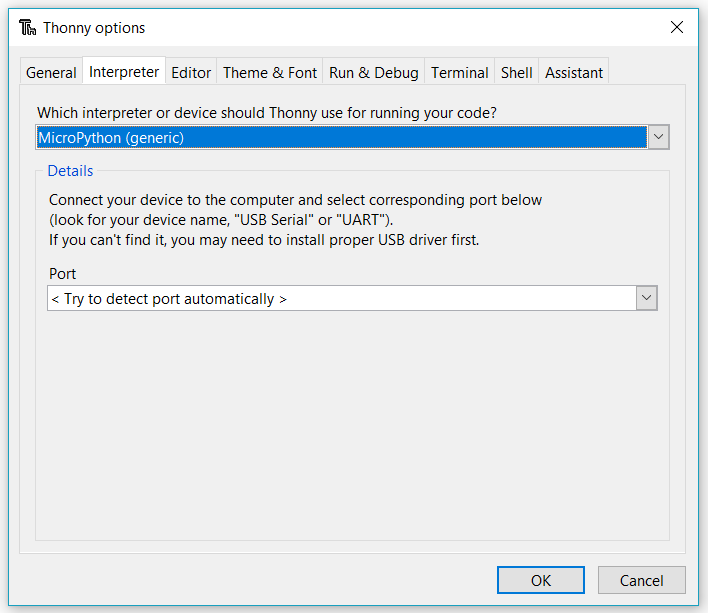 Thonny options
General Interpreter Editor Theme & Font Run & Debug Terminal Shell Assistant
Which interpreter or device should Thonny use for running your code?
MicroPython (generic)
Details
Connect your device to the computer and select corresponding port below
(look for your device name, "USB Serial" or "UART").
If you can't find it, you may need to install proper USB driver first.
Port
< Try to detect port automatically >
OK Cancel